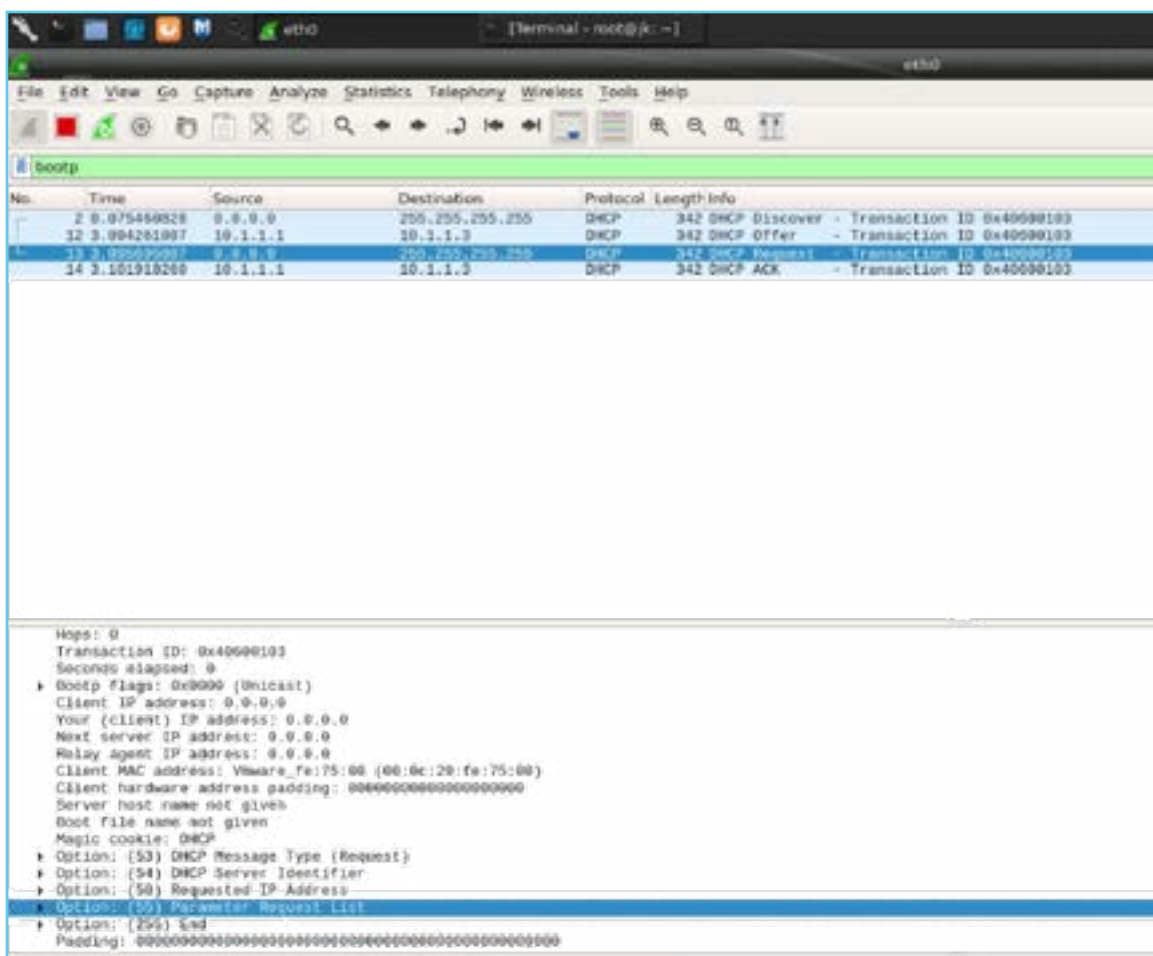 eth0 [Terminal - root@jk: ~]
eth0
File Edit View Go Capture Analyze Statistics Telephony Wireless Tools Help
bootp
No. Time Source Destination Protocol Length Info
2 0.075460828 0.0.0.0 255.255.255.255 DHCP 342 DHCP Discover - Transaction ID 0x40600103
12 3.094261007 10.1.1.1 10.1.1.3 DHCP 342 DHCP Offer - Transaction ID 0x40600103
13 0.0.0.0 255.255.255.255 DHCP 342 DHCP Request - Transaction ID 0x40600103
14 3.101910260 10.1.1.1 10.1.1.3 DHCP 342 DHCP ACK - Transaction ID 0x40600103
Hops: 0
Transaction ID: 0x40600103
Seconds elapsed: 0
Bootp flags: 0x0000 (Unicast)
Client IP address: 0.0.0.0
Your (client) IP address: 0.0.0.0
Next server IP address: 0.0.0.0
Relay agent IP address: 0.0.0.0
Client MAC address: Vmware_fe:75:00 (00:0c:29:fe:75:00)
Client hardware address padding: 00000000000000000000
Server host name not given
Boot file name not given
Magic cookie: DHCP
Option: (53) DHCP Message Type (Request)
Option: (54) DHCP Server Identifier
Option: (50) Requested IP Address
Option: (55) Parameter Request List
Option: (255) End
Padding: